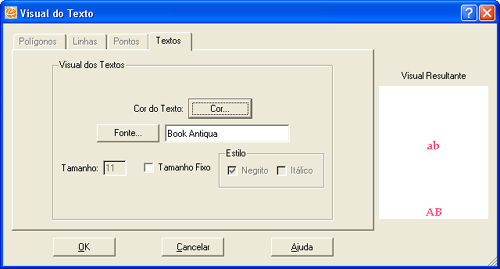 Visual do Texto
Polígonos Linhas Pontos Textos
Visual dos Textos
Visual Resultante
Cor do Texto: Cor...
Fonte... Book Antiqua
ab
Estilo
Tamanho: 11 Tamanho Fixo Negrito Itálico
AB
OK Cancelar Ajuda